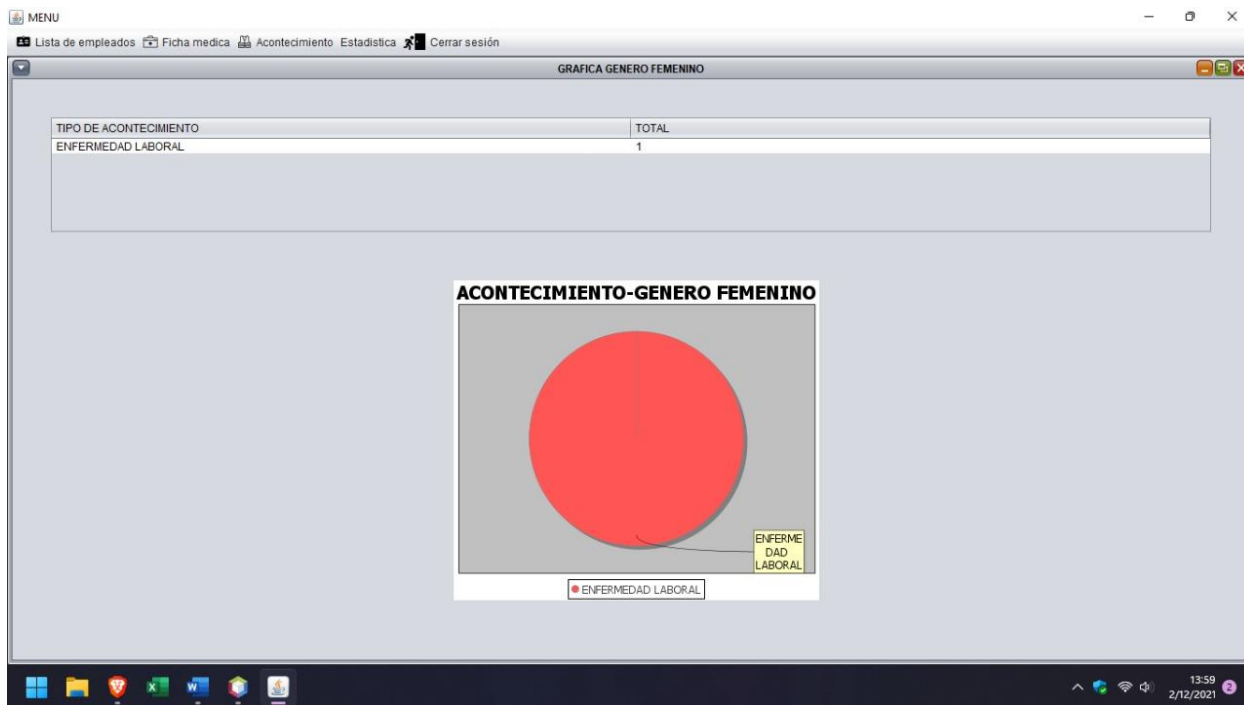 MENU
Lista de empleados Ficha medica Acontecimiento Estadistica Cerrar sesión
GRAFICA GENERO FEMENINO
TIPO DE ACONTECIMIENTO TOTAL
ENFERMEDAD LABORAL 1
ACONTECIMIENTO-GENERO FEMENINO
ENFERME
DAD
LABORAL
ENFERMEDAD LABORAL
13:59
2/12/2021
2